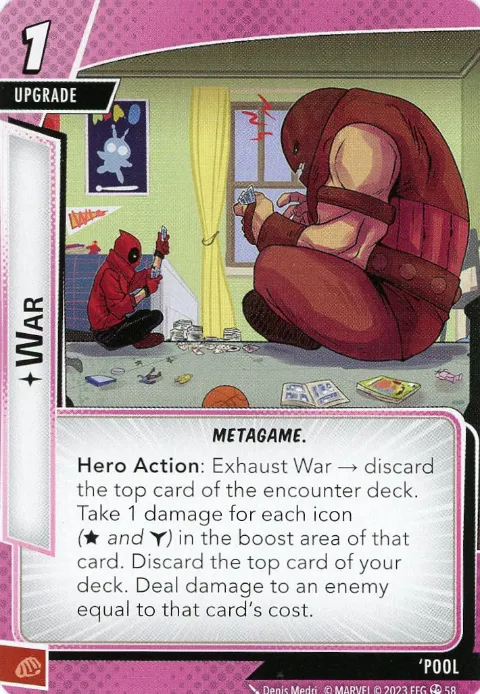 1
UPGRADE
WAR
METAGAME.
Hero Action: Exhaust War → discard
the top card of the encounter deck.
Take 1 damage for each icon
(★ and ) in the boost area of that
card. Discard the top card of your
deck. Deal damage to an enemy
equal to that card's cost.
'POOL
Denis Medri © MARVEL © 2023 FFG 58